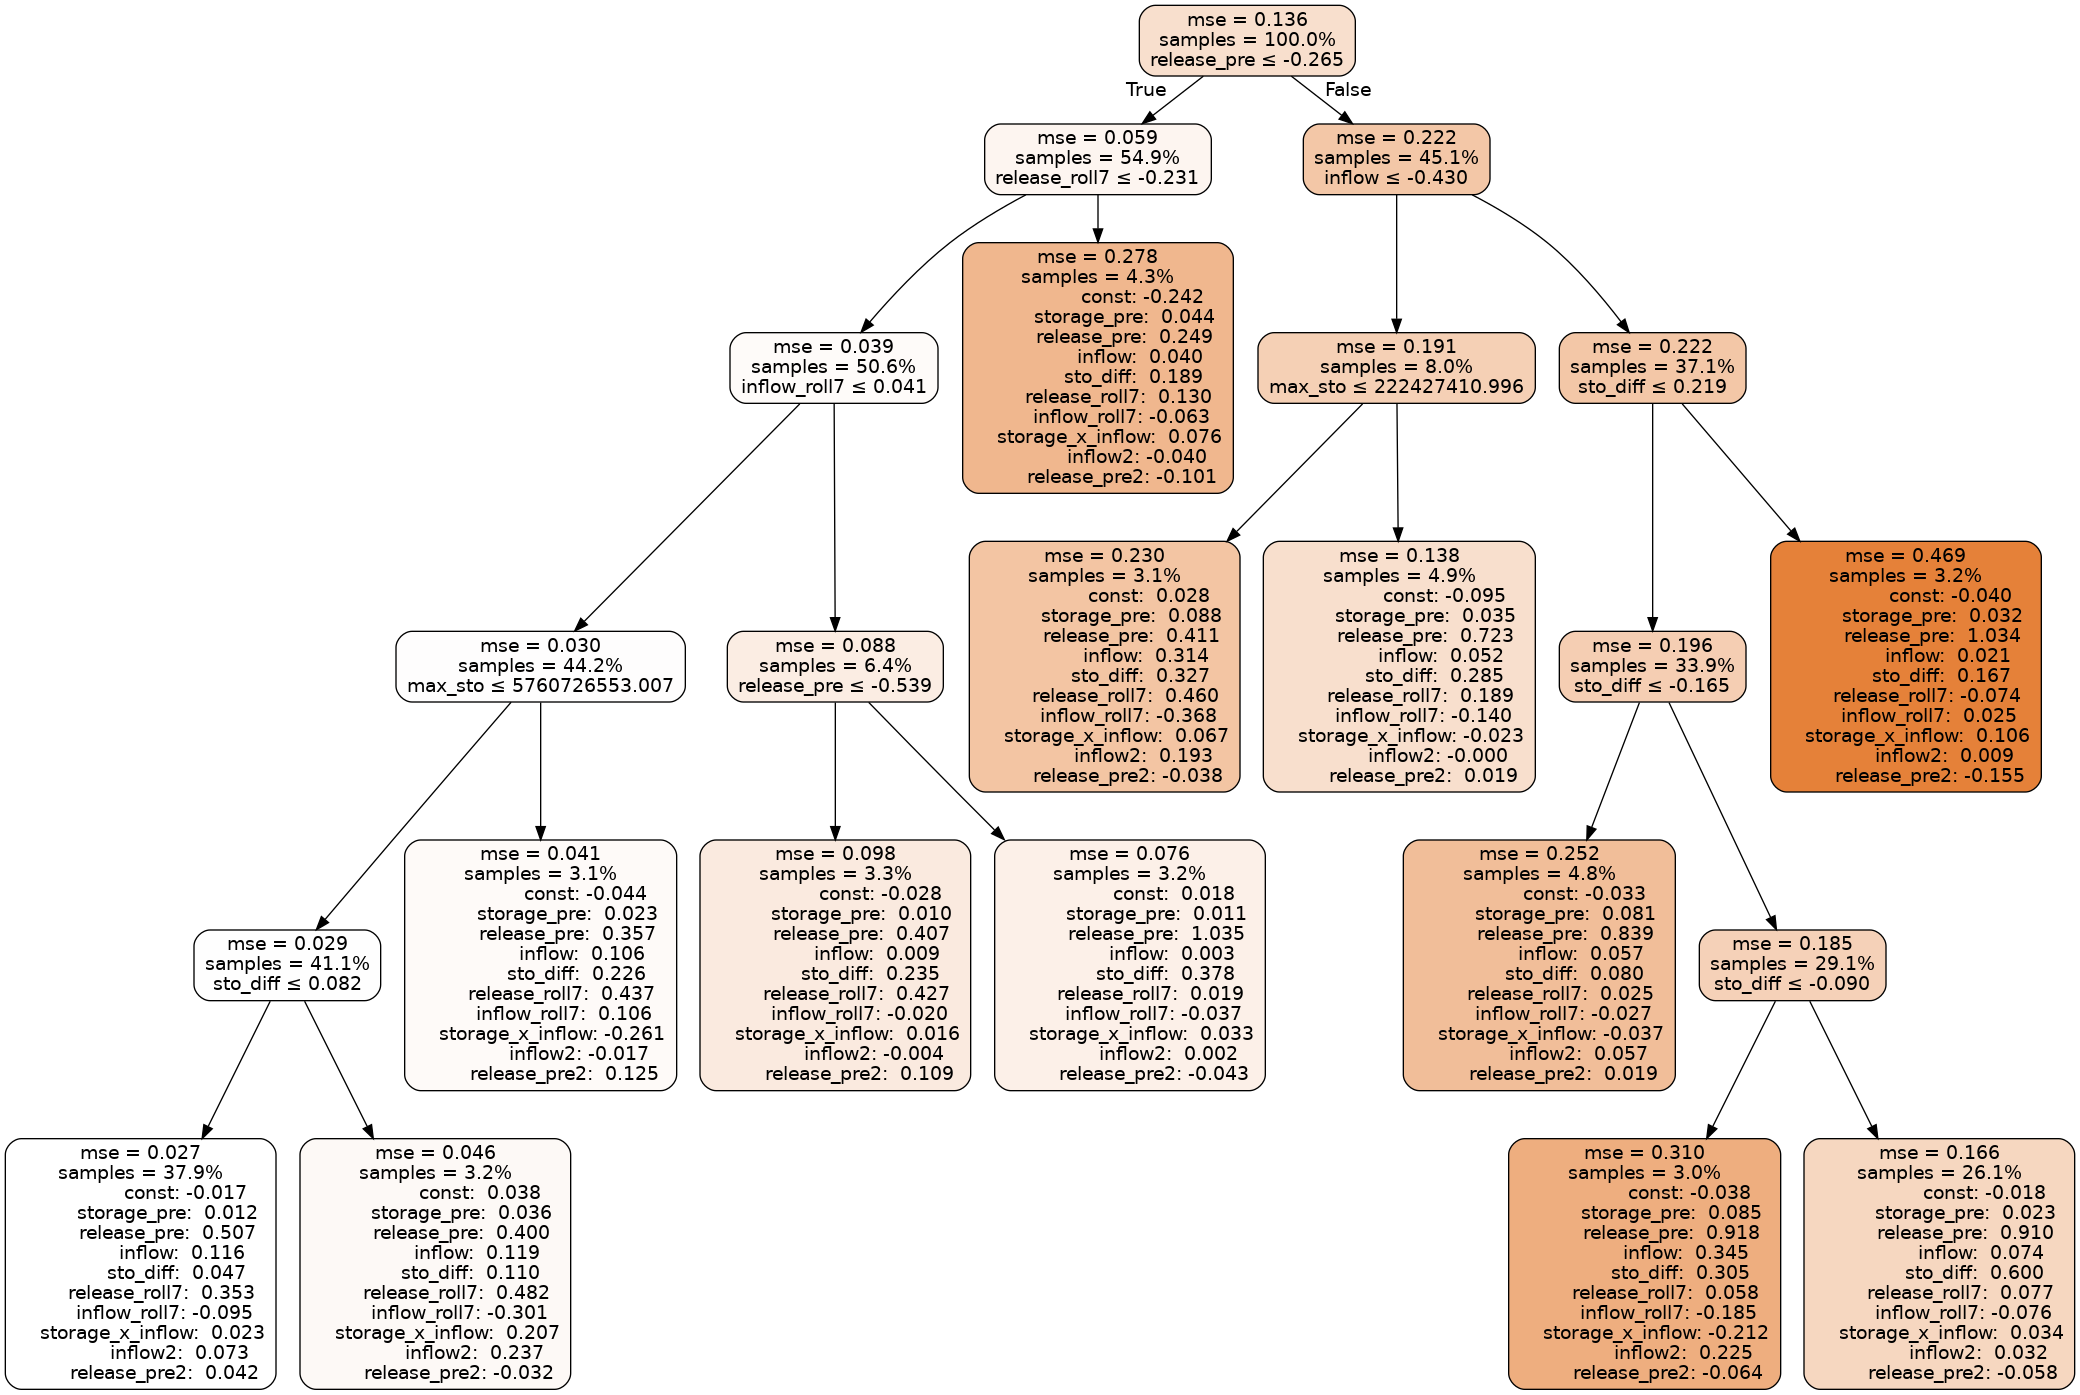 mse = 0.136
samples = 100.0%
release_pre ≤ -0.265
True
False
mse = 0.059
samples = 54.9%
release_roll7 ≤ -0.231
mse = 0.222
samples = 45.1%
inflow ≤ -0.430
mse = 0.278
samples = 4.3%
const: -0.242
storage_pre: 0.044
release_pre: 0.249
inflow: 0.040
sto_diff: 0.189
release_roll7: 0.130
inflow_roll7: -0.063
storage_x_inflow: 0.076
inflow2: -0.040
release_pre2: -0.101
mse = 0.039
samples = 50.6%
inflow_roll7 ≤ 0.041
mse = 0.191
samples = 8.0%
max_sto ≤ 222427410.996
mse = 0.222
samples = 37.1%
sto_diff ≤ 0.219
mse = 0.230
samples = 3.1%
const: 0.028
storage_pre: 0.088
release_pre: 0.411
inflow: 0.314
sto_diff: 0.327
release_roll7: 0.460
inflow_roll7: -0.368
storage_x_inflow: 0.067
inflow2: 0.193
release_pre2: -0.038
mse = 0.138
samples = 4.9%
const: -0.095
storage_pre: 0.035
release_pre: 0.723
inflow: 0.052
sto_diff: 0.285
release_roll7: 0.189
inflow_roll7: -0.140
storage_x_inflow: -0.023
inflow2: -0.000
release_pre2: 0.019
mse = 0.469
samples = 3.2%
const: -0.040
storage_pre: 0.032
release_pre: 1.034
inflow: 0.021
sto_diff: 0.167
release_roll7: -0.074
inflow_roll7: 0.025
storage_x_inflow: 0.106
inflow2: 0.009
release_pre2: -0.155
mse = 0.030
samples = 44.2%
max_sto ≤ 5760726553.007
mse = 0.088
samples = 6.4%
release_pre ≤ -0.539
mse = 0.196
samples = 33.9%
sto_diff ≤ -0.165
mse = 0.041
samples = 3.1%
const: -0.044
storage_pre: 0.023
release_pre: 0.357
inflow: 0.106
sto_diff: 0.226
release_roll7: 0.437
inflow_roll7: 0.106
storage_x_inflow: -0.261
inflow2: -0.017
release_pre2: 0.125
mse = 0.098
samples = 3.3%
const: -0.028
storage_pre: 0.010
release_pre: 0.407
inflow: 0.009
sto_diff: 0.235
release_roll7: 0.427
inflow_roll7: -0.020
storage_x_inflow: 0.016
inflow2: -0.004
release_pre2: 0.109
mse = 0.076
samples = 3.2%
const: 0.018
storage_pre: 0.011
release_pre: 1.035
inflow: 0.003
sto_diff: 0.378
release_roll7: 0.019
inflow_roll7: -0.037
storage_x_inflow: 0.033
inflow2: 0.002
release_pre2: -0.043
mse = 0.252
samples = 4.8%
const: -0.033
storage_pre: 0.081
release_pre: 0.839
inflow: 0.057
sto_diff: 0.080
release_roll7: 0.025
inflow_roll7: -0.027
storage_x_inflow: -0.037
inflow2: 0.057
release_pre2: 0.019
mse = 0.029
samples = 41.1%
sto_diff ≤ 0.082
mse = 0.185
samples = 29.1%
sto_diff ≤ -0.090
mse = 0.027
samples = 37.9%
const: -0.017
storage_pre: 0.012
release_pre: 0.507
inflow: 0.116
sto_diff: 0.047
release_roll7: 0.353
inflow_roll7: -0.095
storage_x_inflow: 0.023
inflow2: 0.073
release_pre2: 0.042
mse = 0.046
samples = 3.2%
const: 0.038
storage_pre: 0.036
release_pre: 0.400
inflow: 0.119
sto_diff: 0.110
release_roll7: 0.482
inflow_roll7: -0.301
storage_x_inflow: 0.207
inflow2: 0.237
release_pre2: -0.032
mse = 0.310
samples = 3.0%
const: -0.038
storage_pre: 0.085
release_pre: 0.918
inflow: 0.345
sto_diff: 0.305
release_roll7: 0.058
inflow_roll7: -0.185
storage_x_inflow: -0.212
inflow2: 0.225
release_pre2: -0.064
mse = 0.166
samples = 26.1%
const: -0.018
storage_pre: 0.023
release_pre: 0.910
inflow: 0.074
sto_diff: 0.600
release_roll7: 0.077
inflow_roll7: -0.076
storage_x_inflow: 0.034
inflow2: 0.032
release_pre2: -0.058